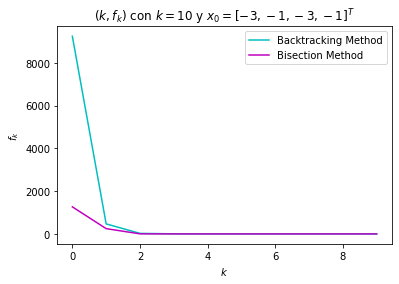 (k, f_k) con k = 10 y x_0 = [−3, −1, −3, −1]^T
Backtracking Method
Bisection Method
8000
6000
4000
2000
0
f_k
0 2 4 6 8
k